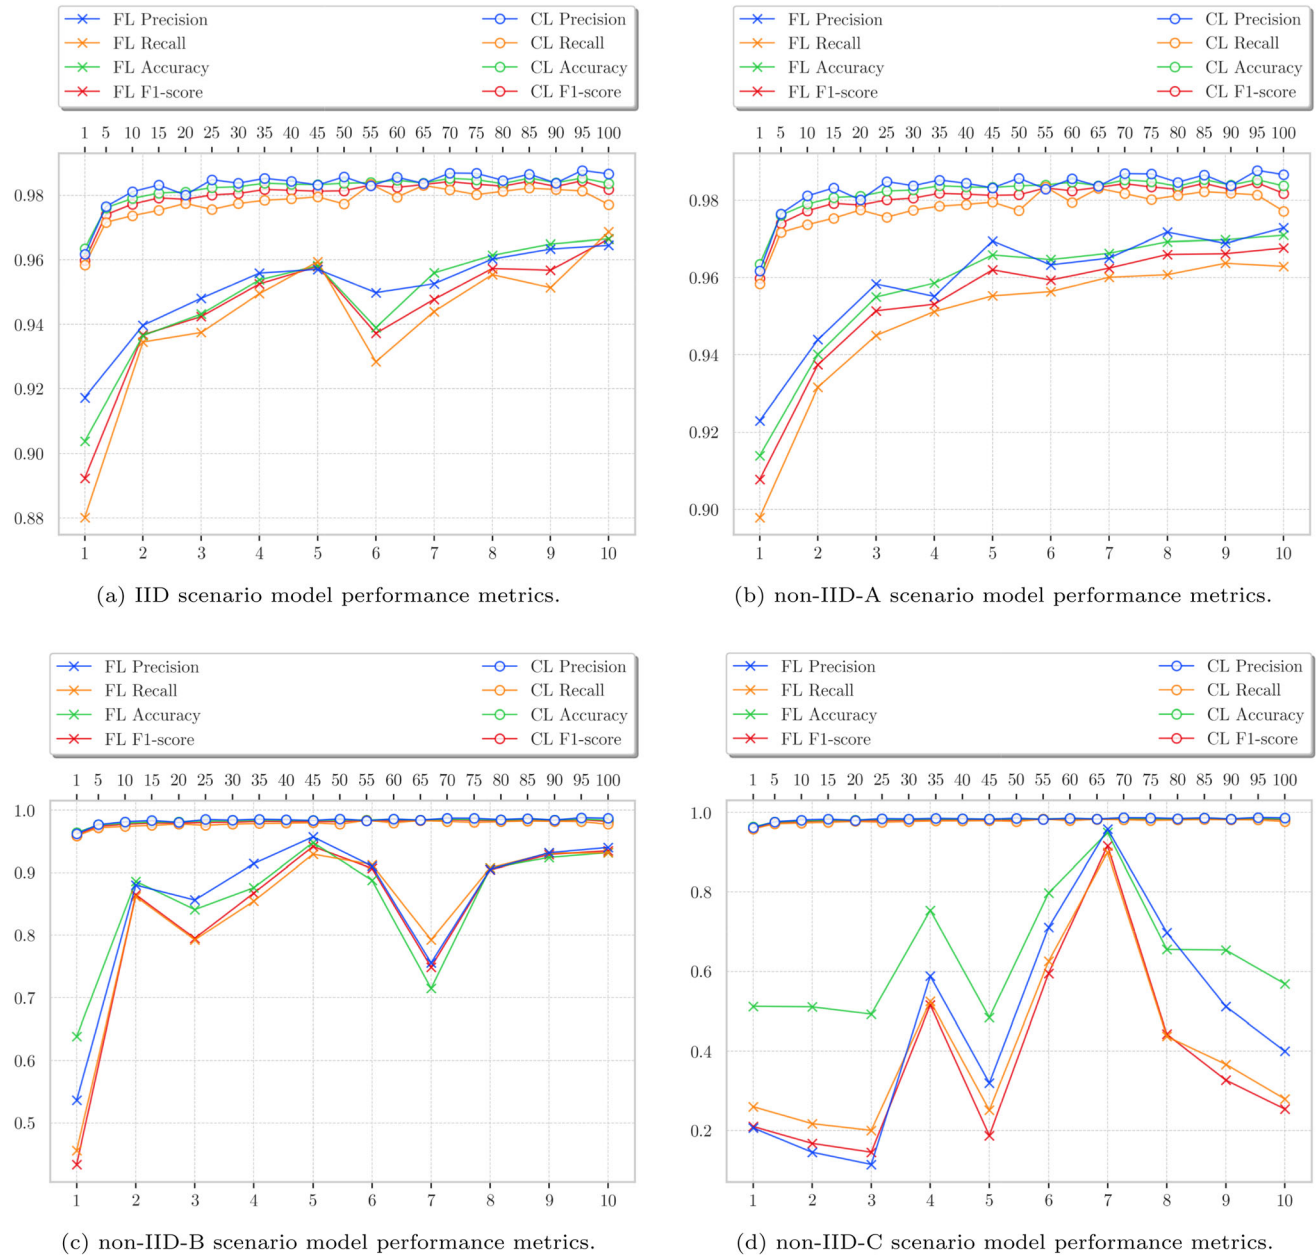 FL Precision CL Precision
FL Recall CL Recall
FL Accuracy CL Accuracy
FL F1-score CL F1-score
1 5 10 15 20 25 30 35 40 45 50 55 60 65 70 75 80 85 90 95 100
0.98
0.96
0.94
0.92
0.90
0.88
1 2 3 4 5 6 7 8 9 10
(a) IID scenario model performance metrics.
FL Precision CL Precision
FL Recall CL Recall
FL Accuracy CL Accuracy
FL F1-score CL F1-score
1 5 10 15 20 25 30 35 40 45 50 55 60 65 70 75 80 85 90 95 100
0.98
0.96
0.94
0.92
0.90
1 2 3 4 5 6 7 8 9 10
(b) non-IID-A scenario model performance metrics.
FL Precision CL Precision
FL Recall CL Recall
FL Accuracy CL Accuracy
FL F1-score CL F1-score
1 5 10 15 20 25 30 35 40 45 50 55 60 65 70 75 80 85 90 95 100
1.0
0.9
0.8
0.7
0.6
0.5
1 2 3 4 5 6 7 8 9 10
(c) non-IID-B scenario model performance metrics.
FL Precision CL Precision
FL Recall CL Recall
FL Accuracy CL Accuracy
FL F1-score CL F1-score
1 5 10 15 20 25 30 35 40 45 50 55 60 65 70 75 80 85 90 95 100
1.0
0.8
0.6
0.4
0.2
1 2 3 4 5 6 7 8 9 10
(d) non-IID-C scenario model performance metrics.